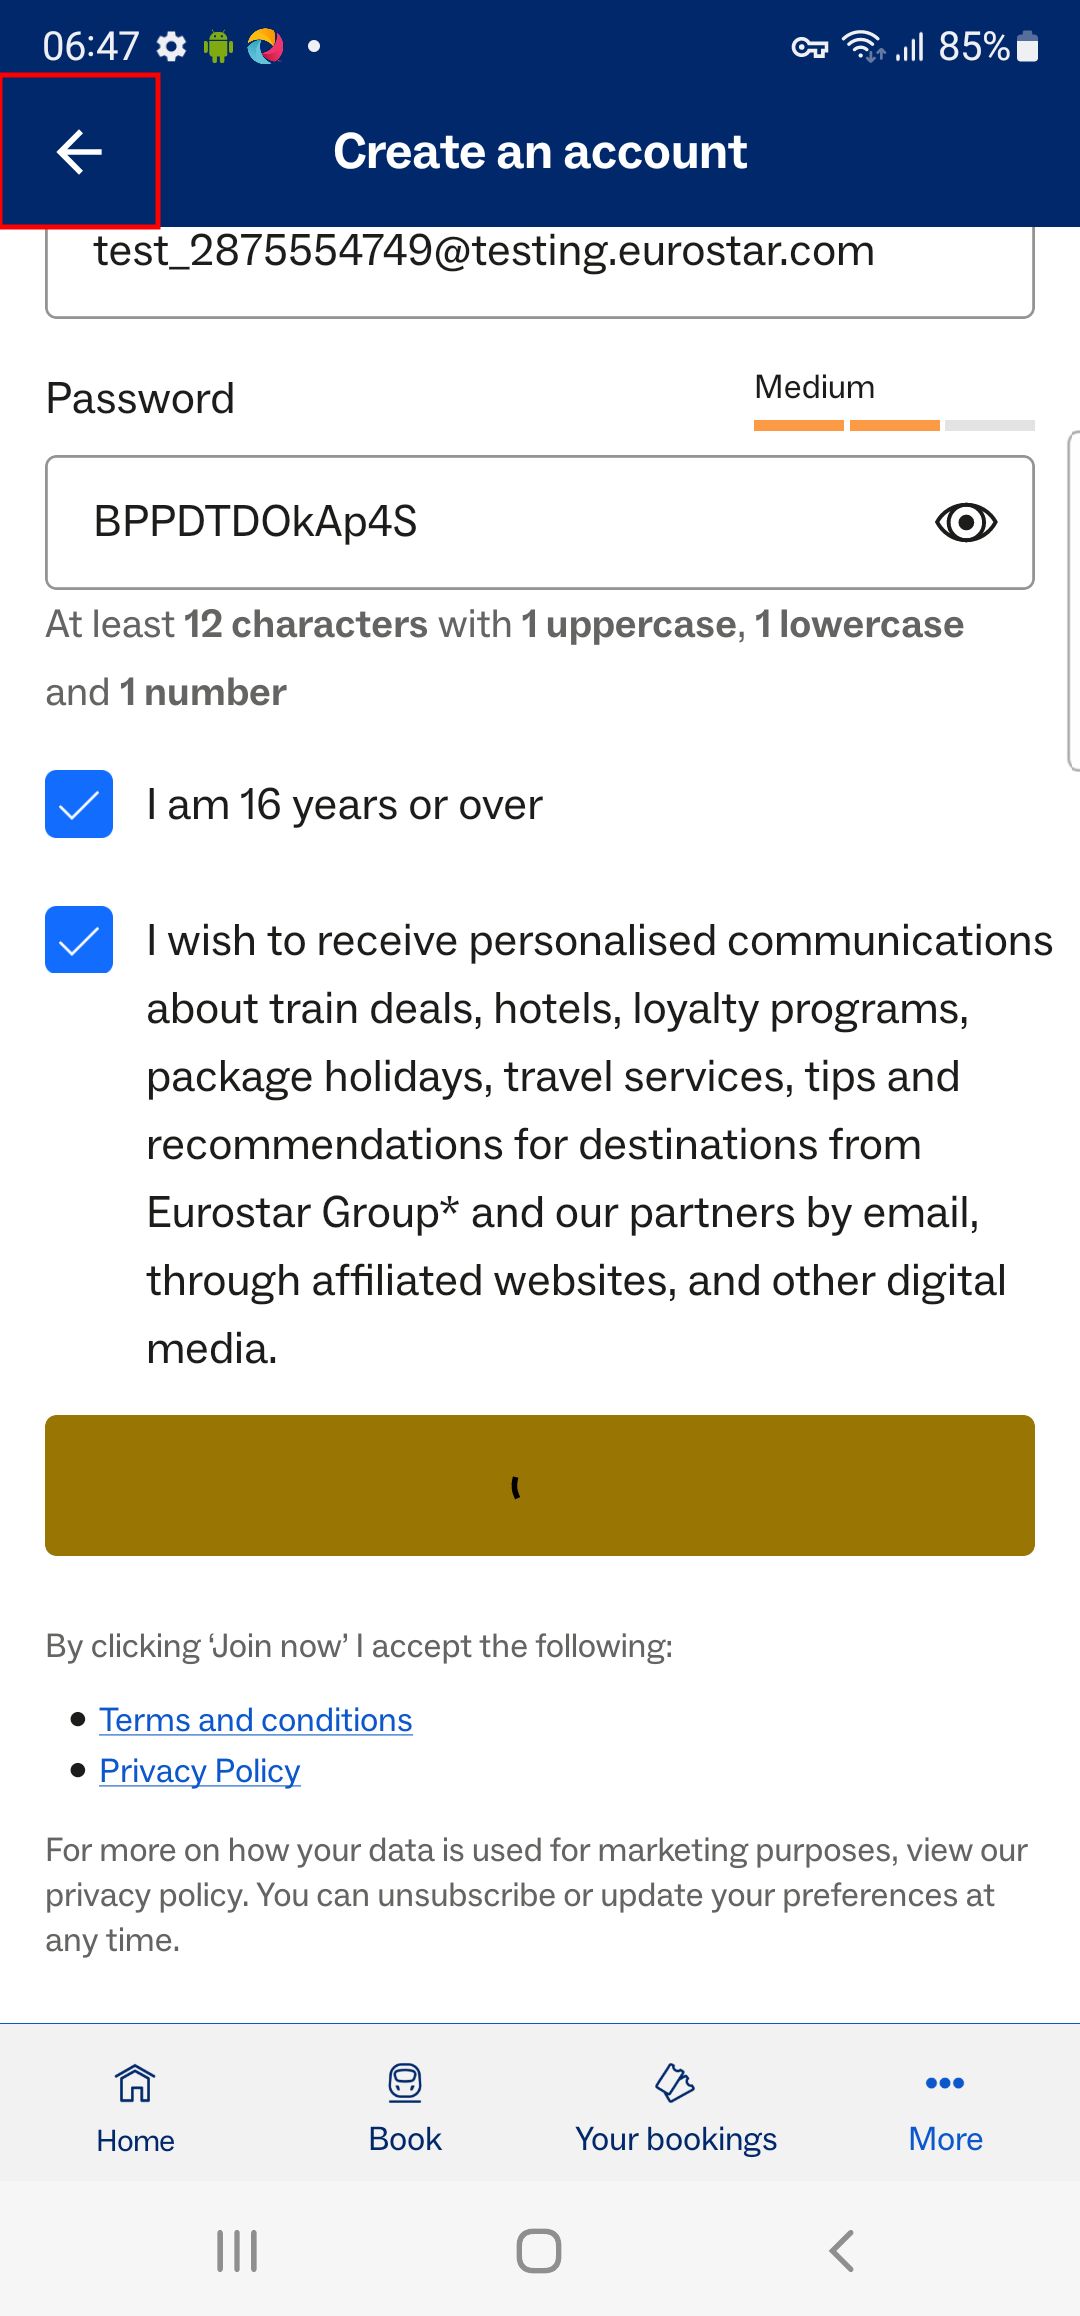 06:47
85%
Create an account
test_2875554749@testing.eurostar.com
Password
Medium
BPPDTDOkAp4S
At least 12 characters with 1 uppercase, 1 lowercase
and 1 number
I am 16 years or over
I wish to receive personalised communications
about train deals, hotels, loyalty programs,
package holidays, travel services, tips and
recommendations for destinations from
Eurostar Group* and our partners by email,
through affiliated websites, and other digital
media.
By clicking ‘Join now’ I accept the following:
Terms and conditions
Privacy Policy
For more on how your data is used for marketing purposes, view our
privacy policy. You can unsubscribe or update your preferences at
any time.
Home
Book
Your bookings
More